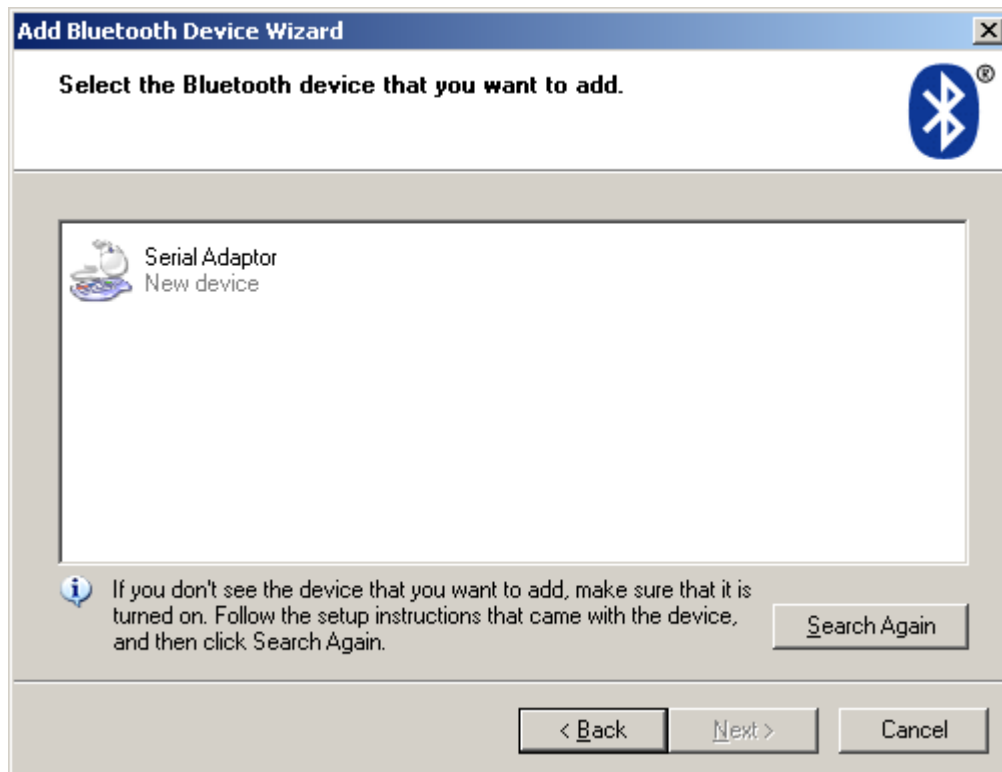 Add Bluetooth Device Wizard
Select the Bluetooth device that you want to add.
®
Serial Adaptor
New device
If you don't see the device that you want to add, make sure that it is
turned on. Follow the setup instructions that came with the device,
and then click Search Again.
Search Again
< Back
Next >
Cancel